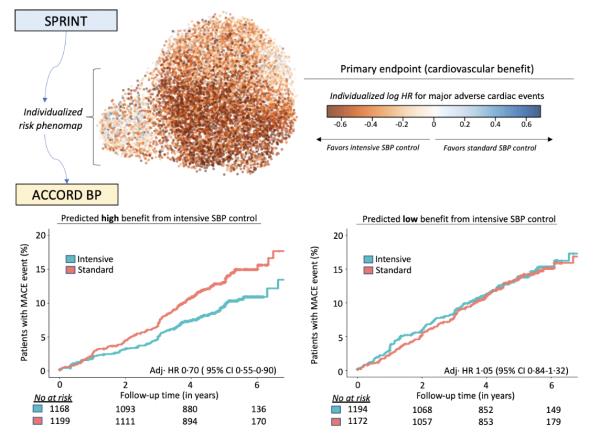 SPRINT
Individualized
risk phenomap
ACCORD BP
Primary endpoint (cardiovascular benefit)
Individualized log HR for major adverse cardiac events
-0.6 -0.4 -0.2 0 0.2 0.4 0.6
Favors intensive SBP control Favors standard SBP control
Predicted high benefit from intensive SBP control
Patients with MACE event (%)
20
15
10
5
0
Intensive
Standard
Adj· HR 0·70 ( 95% CI 0·55-0·90)
0 2 4 6
Follow-up time (in years)
No at risk
1168 1093 880 136
1199 1111 894 170
Predicted low benefit from intensive SBP control
Patients with MACE event (%)
20
15
10
5
0
Intensive
Standard
Adj· HR 1·05 (95% CI 0·84-1·32)
0 2 4 6
Follow-up time (in years)
No at risk
1194 1068 852 149
1172 1057 853 179